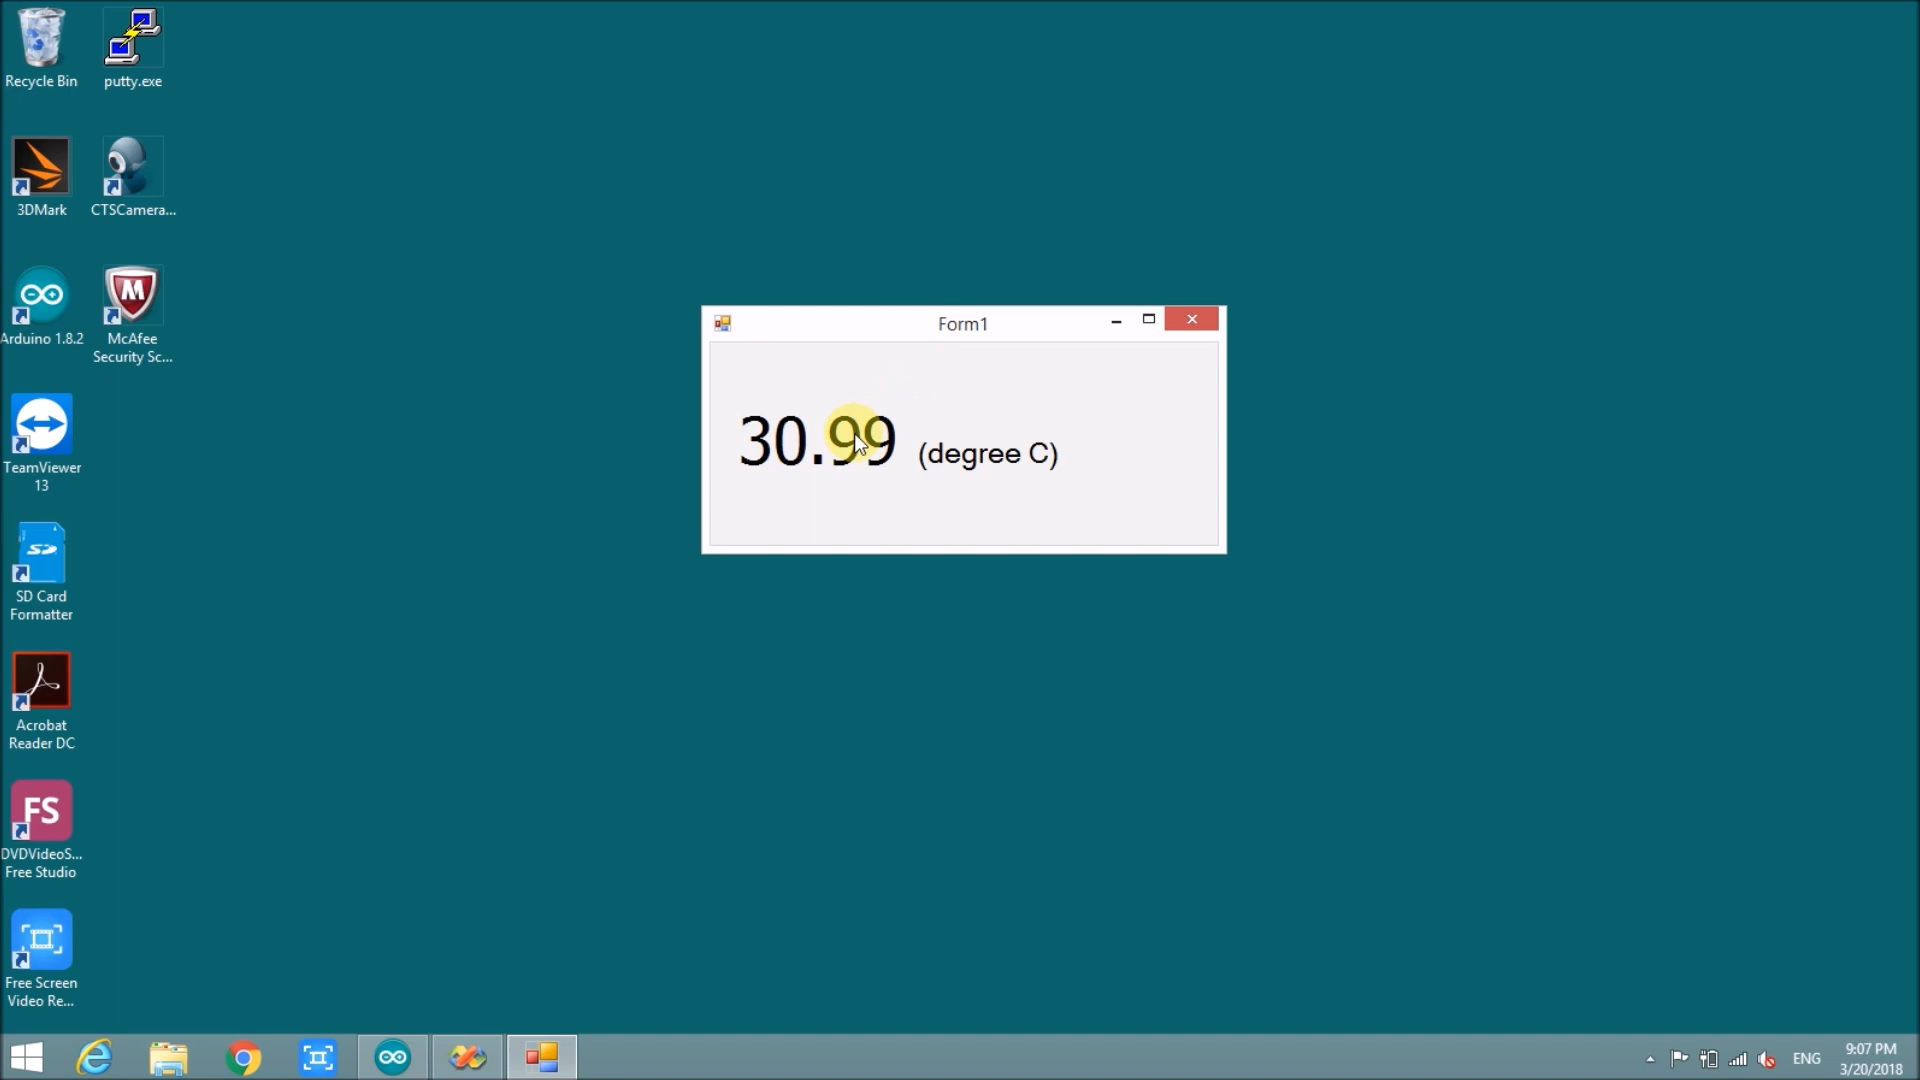 Recycle Bin
putty.exe
3DMark
CTSCamera...
Arduino 1.8.2
McAfee
Security Sc...
TeamViewer
13
SD Card
Formatter
Acrobat
Reader DC
FS
DVDVideoS...
Free Studio
Free Screen
Video Re...
Form1
30.99 (degree C)
ENG
9:07 PM
3/20/2018